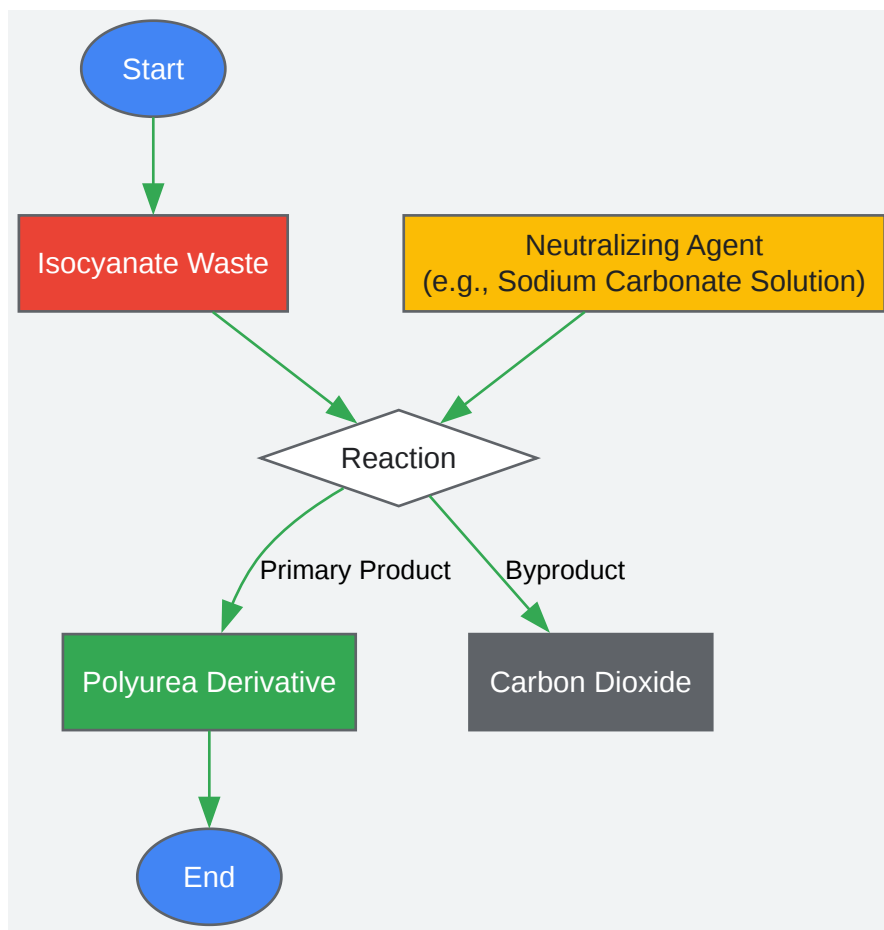 Start
Isocyanate Waste
Neutralizing Agent
(e.g., Sodium Carbonate Solution)
Reaction
Primary Product
Byproduct
Polyurea Derivative
Carbon Dioxide
End